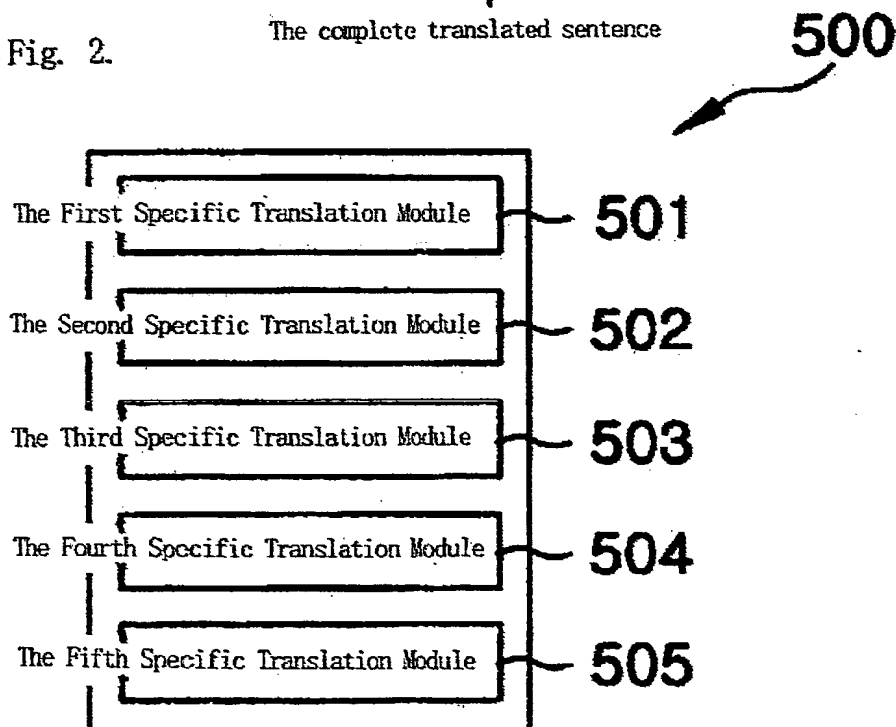 The complete translated sentence
Fig. 2.
500
The First Specific Translation Module 501
The Second Specific Translation Module 502
The Third Specific Translation Module 503
The Fourth Specific Translation Module 504
The Fifth Specific Translation Module 505